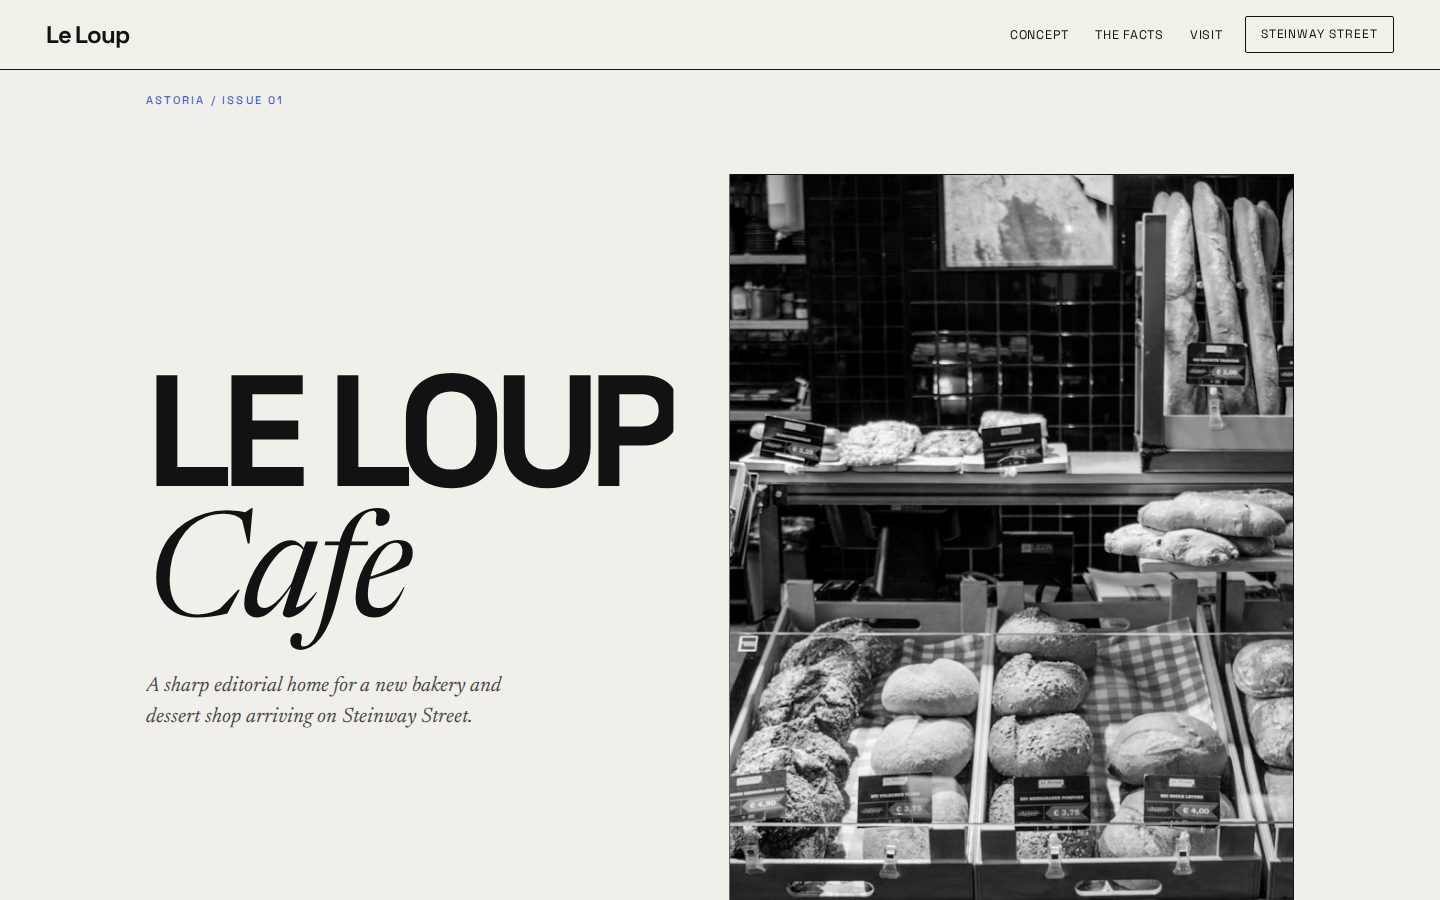 Le Loup
CONCEPT
THE FACTS
VISIT
STEINWAY STREET
ASTORIA / ISSUE 01
LE LOUP
Cafe
A sharp editorial home for a new bakery and
dessert shop arriving on Steinway Street.
€ 2,00
€ 4,50
€ 3,75
€ 3,75
€ 4,00